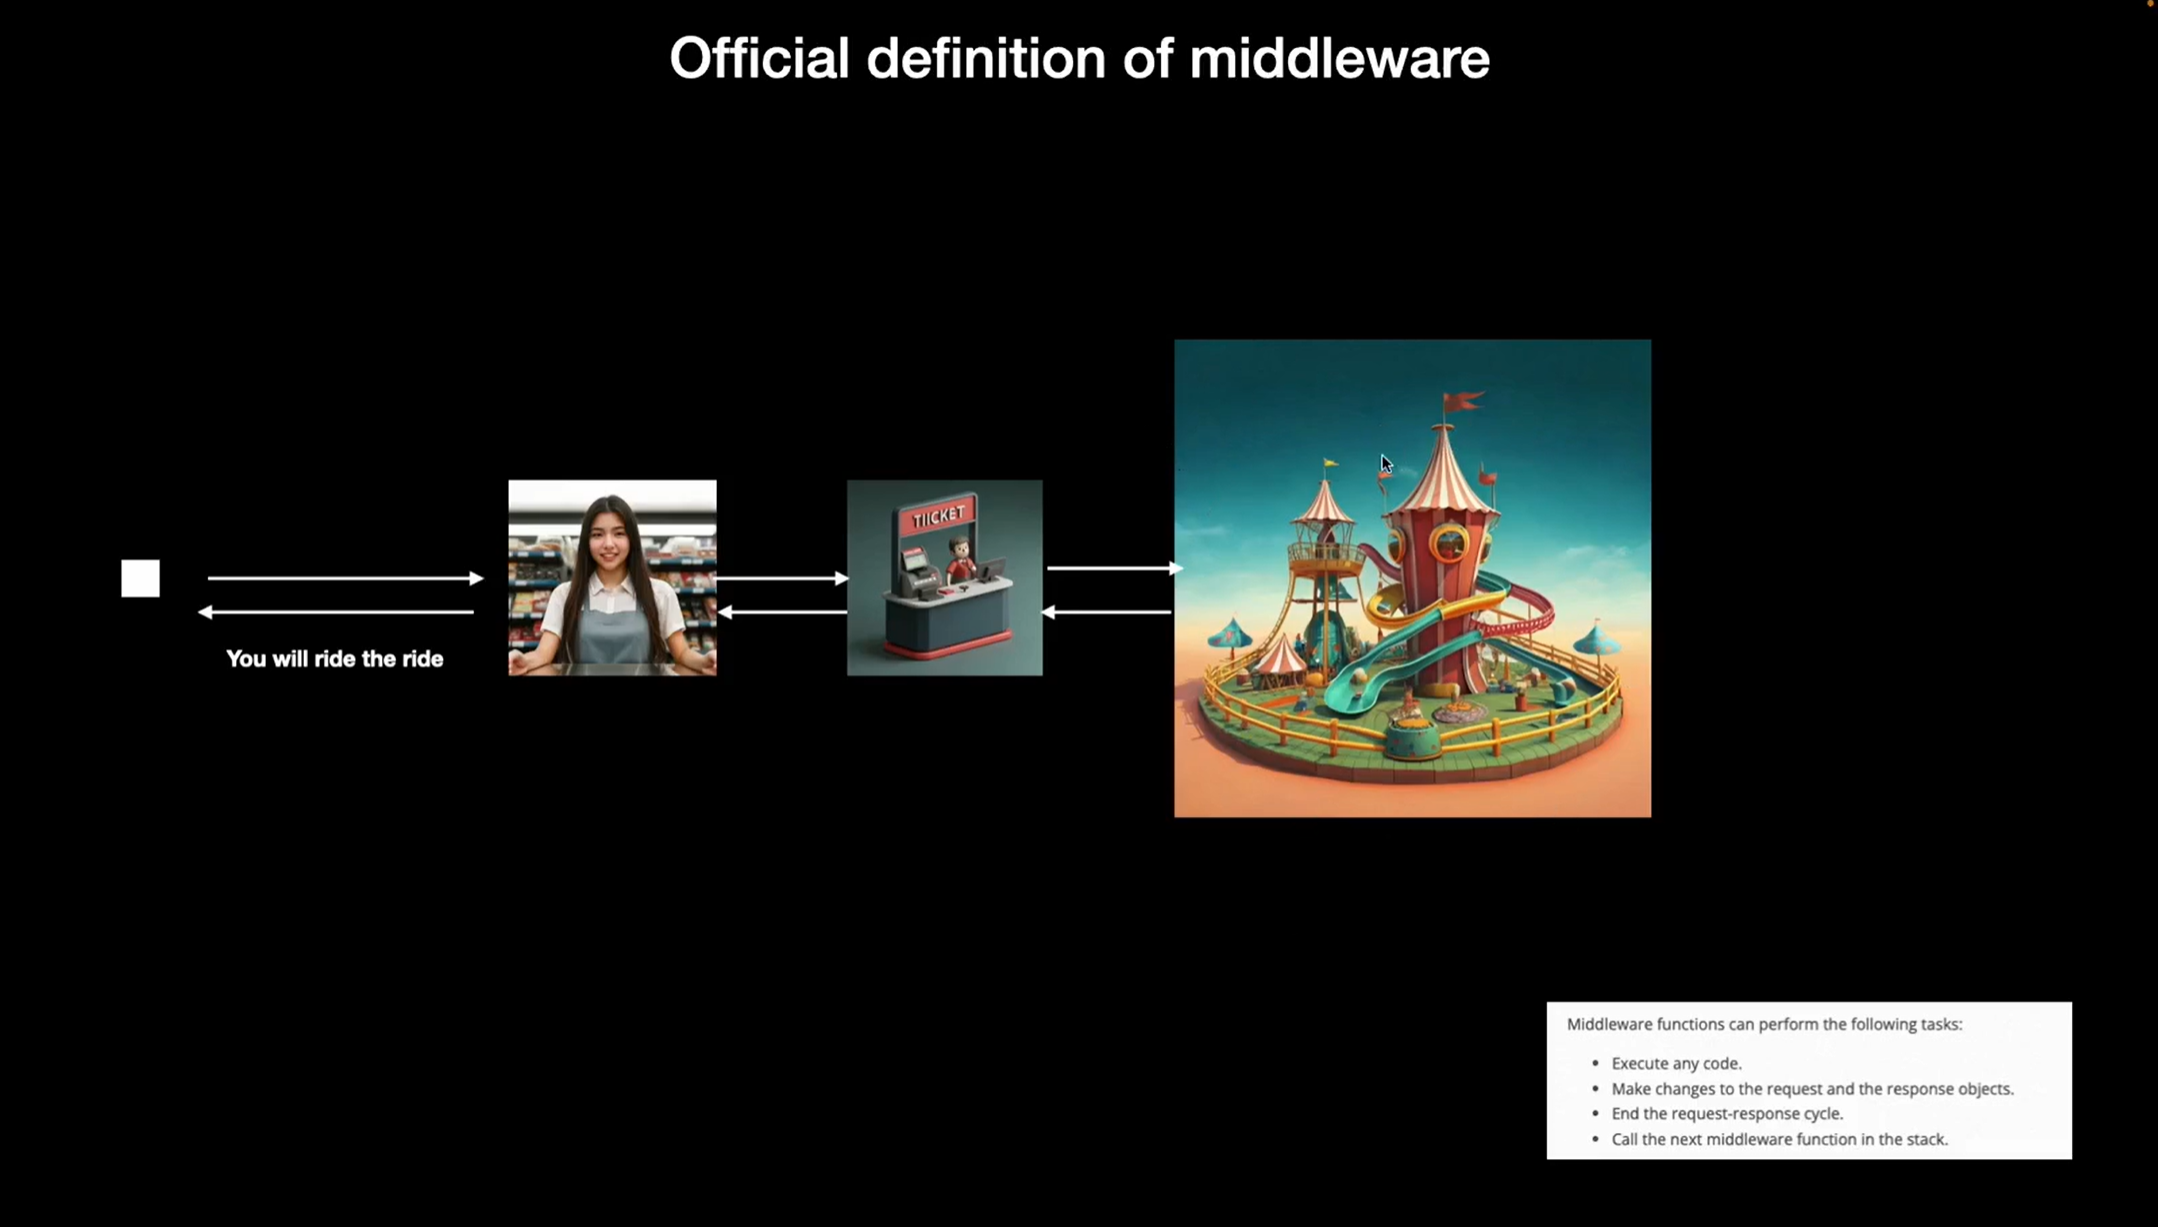 Official definition of middleware
TIICKET
You will ride the ride
Middleware functions can perform the following tasks:
• Execute any code.
• Make changes to the request and the response objects.
• End the request-response cycle.
• Call the next middleware function in the stack.